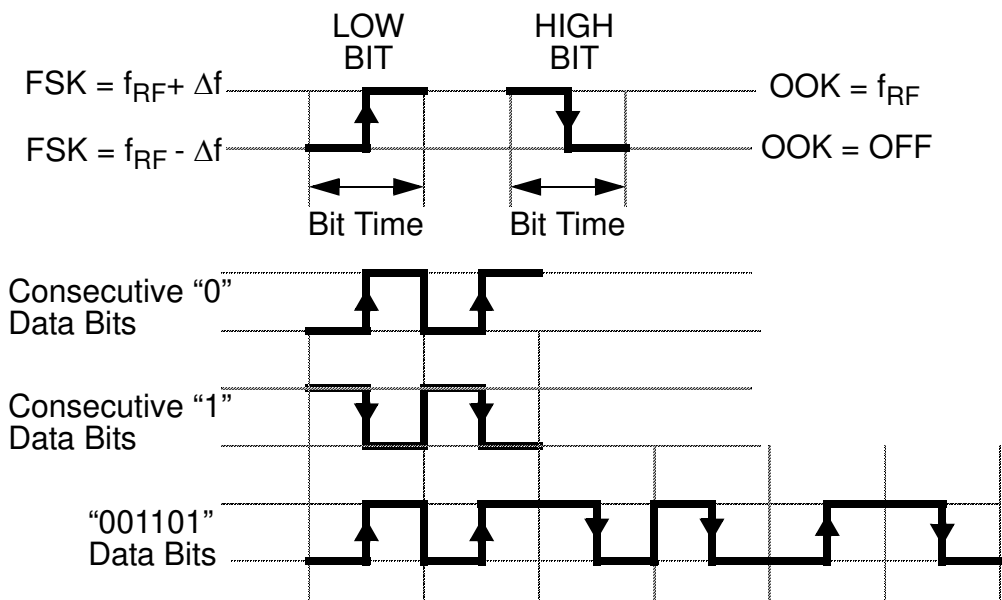 LOW
BIT
HIGH
BIT
FSK = fRF+ Δf
OOK = fRF
FSK = fRF - Δf
OOK = OFF
Bit Time
Bit Time
Consecutive “0”
Data Bits
Consecutive “1”
Data Bits
“001101”
Data Bits